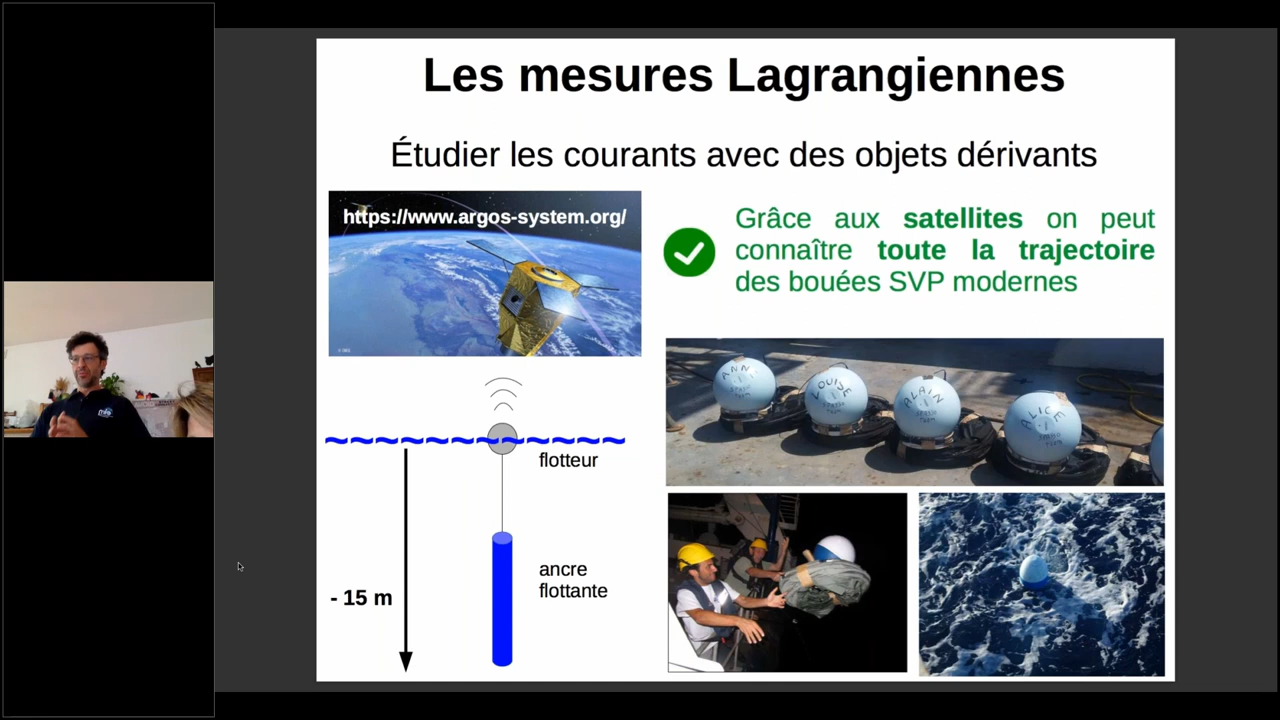 Les mesures Lagrangiennes
Étudier les courants avec des objets dérivants
https://www.argos-system.org/
Grâce aux satellites on peut
connaître toute la trajectoire
des bouées SVP modernes
ANN
LOUISE
ALAIN
ALICE
flotteur
ancre
flottante
- 15 m